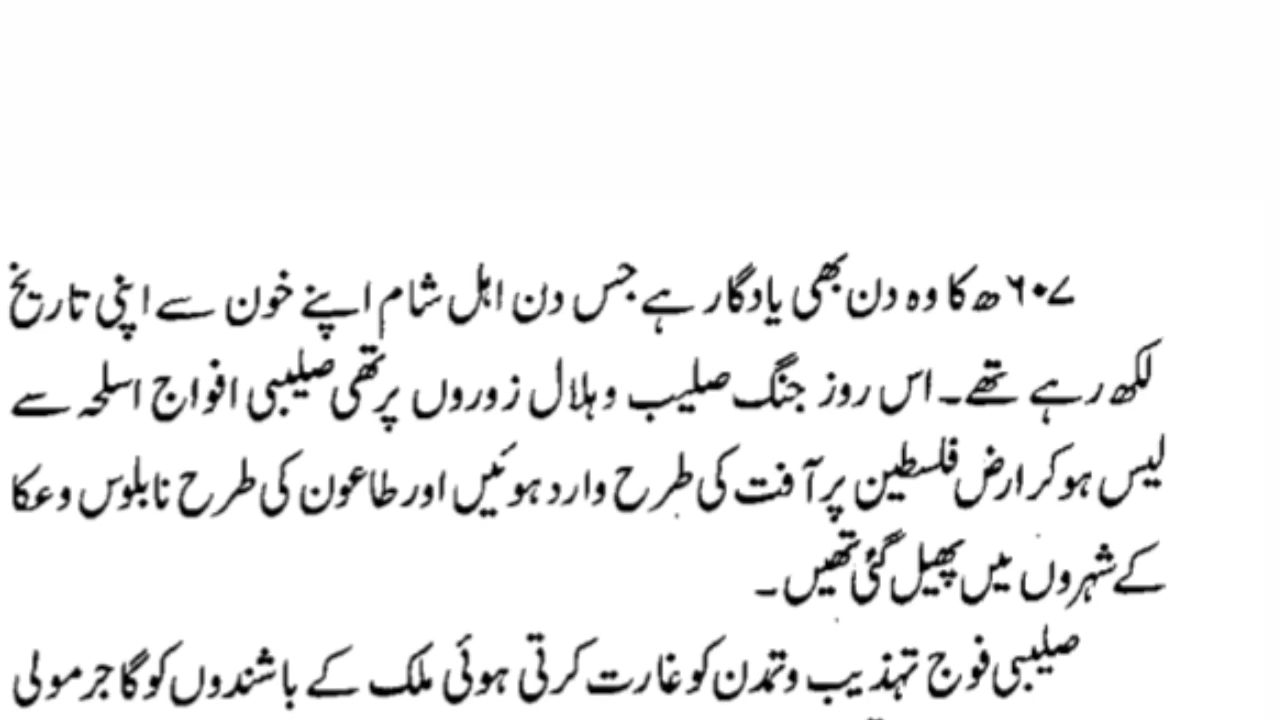 ۶۰۷ھ کا وہ دن بھی یادگار ہے جس دن اہل شام اپنے خون سے اپنی تاریخ
لکھ رہے تھے۔ اس روز جنگ صلیب وہلال زوروں پر تھی صلیبی افواج اسلحہ سے
لیس ہو کر ارض فلسطین پر آفت کی طرح وارد ہوئیں اور طاعون کی طرح نابلوس وعکا
کے شہروں میں پھیل گئی تھیں۔
صلیبی فوج تہذیب وتمدن کو غارت کرتی ہوئی ملک کے باشندوں کو گاجر مولی